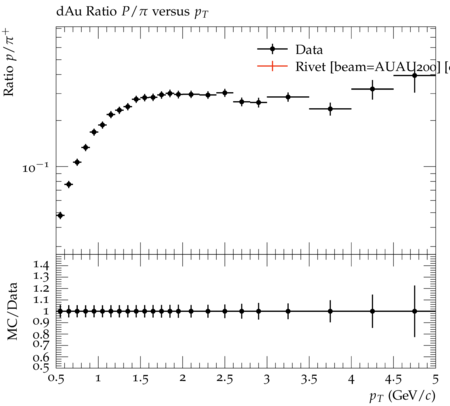 dAu Ratio P/π versus pT
Ratio p/π+
Data
Rivet [beam=AUAU200] [
10−1
MC/Data
1.4
1.3
1.2
1.1
1
0.9
0.8
0.7
0.6
0.5
0.5 1 1.5 2 2.5 3 3.5 4 4.5 5
pT (GeV/c)